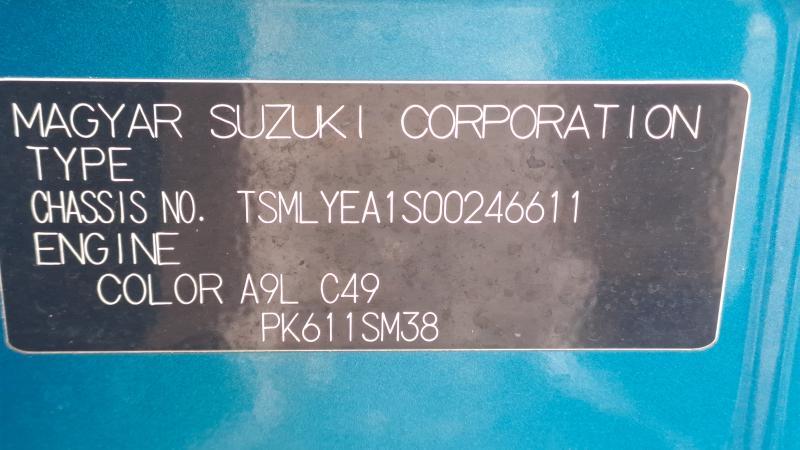 MAGYAR SUZUKI CORPORATION
TYPE
CHASSIS NO. TSMLYEA1S00246611
ENGINE
COLOR A9L C49
PK611SM38